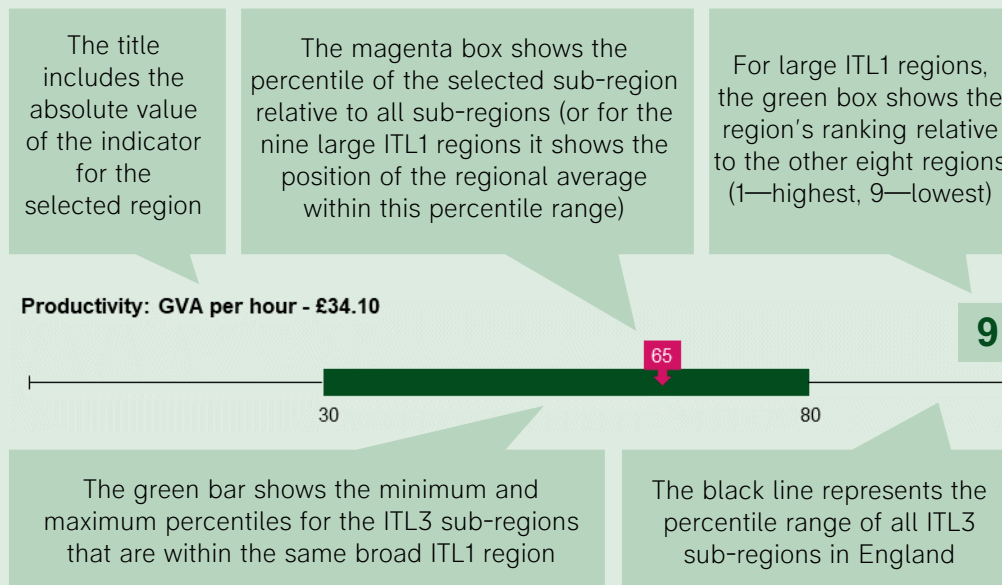 The title
includes the
absolute value
of the indicator
for the
selected region
The magenta box shows the
percentile of the selected sub-region
relative to all sub-regions (or for the
nine large ITL1 regions it shows the
position of the regional average
within this percentile range)
For large ITL1 regions,
the green box shows the
region's ranking relative
to the other eight regions
(1—highest, 9—lowest)
Productivity: GVA per hour - £34.10
9
65
30
80
The green bar shows the minimum and
maximum percentiles for the ITL3 sub-regions
that are within the same broad ITL1 region
The black line represents the
percentile range of all ITL3
sub-regions in England